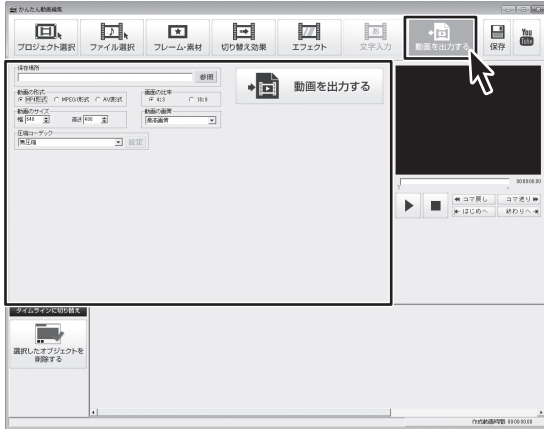 かんたん動画編集
プロジェクト選択 ファイル選択 フレーム・素材 切り替え効果 エフェクト 文字入力 動画を出力する 保存 You Tube
保存場所
参照
動画を出力する
動画の形式
MP4形式 MPEG1形式 AVI形式
画面の比率
4:3 16:9
動画のサイズ
幅 640 高さ 480
動画の画質
最高画質
圧縮コーデック
無圧縮 設定
00:00:00.00
コマ戻し コマ送り
はじめへ 終わりへ
タイムラインに切り替え
選択したオブジェクトを
削除する
作成動画時間 00:00:00.00